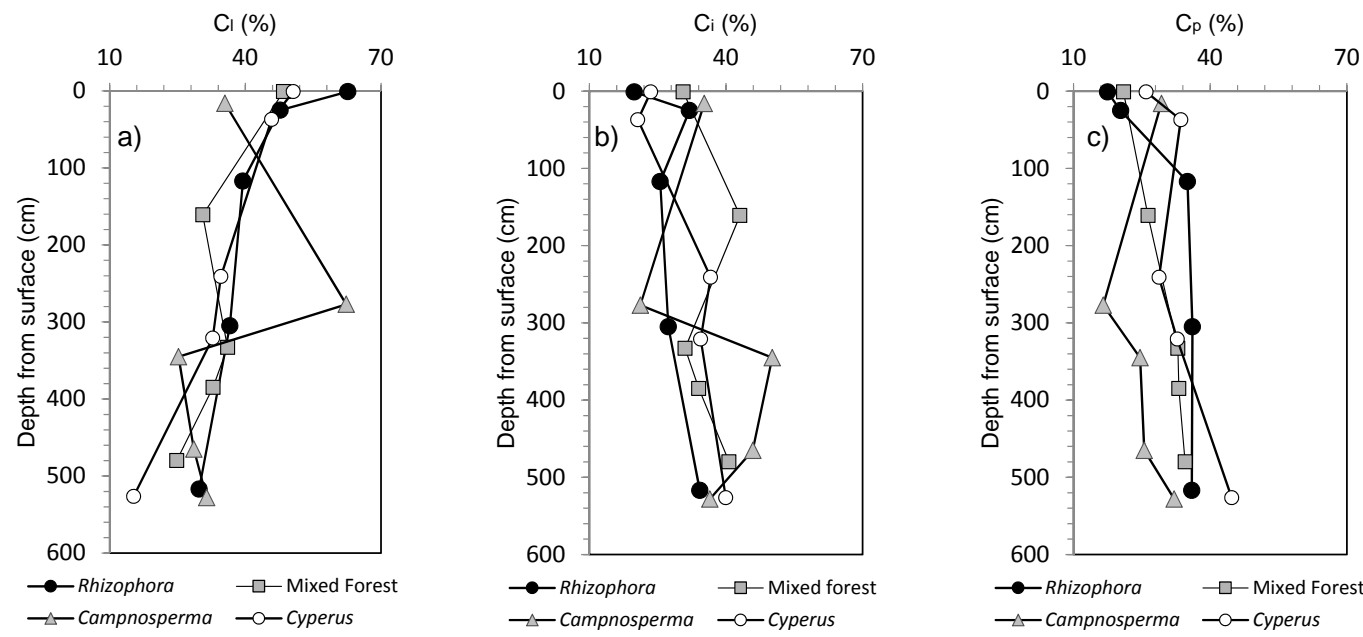 Cl (%)
10 40 70
0
100
200
300
400
500
600
Depth from surface (cm)
a)
Rhizophora Mixed Forest
Campnosperma Cyperus
Ci (%)
10 40 70
0
100
200
300
400
500
600
Depth from surface (cm)
b)
Rhizophora Mixed forest
Campnosperma Cyperus
Cp (%)
10 40 70
0
100
200
300
400
500
600
Depth from surface (cm)
c)
Rhizophora Mixed Forest
Campnosperma Cyperus